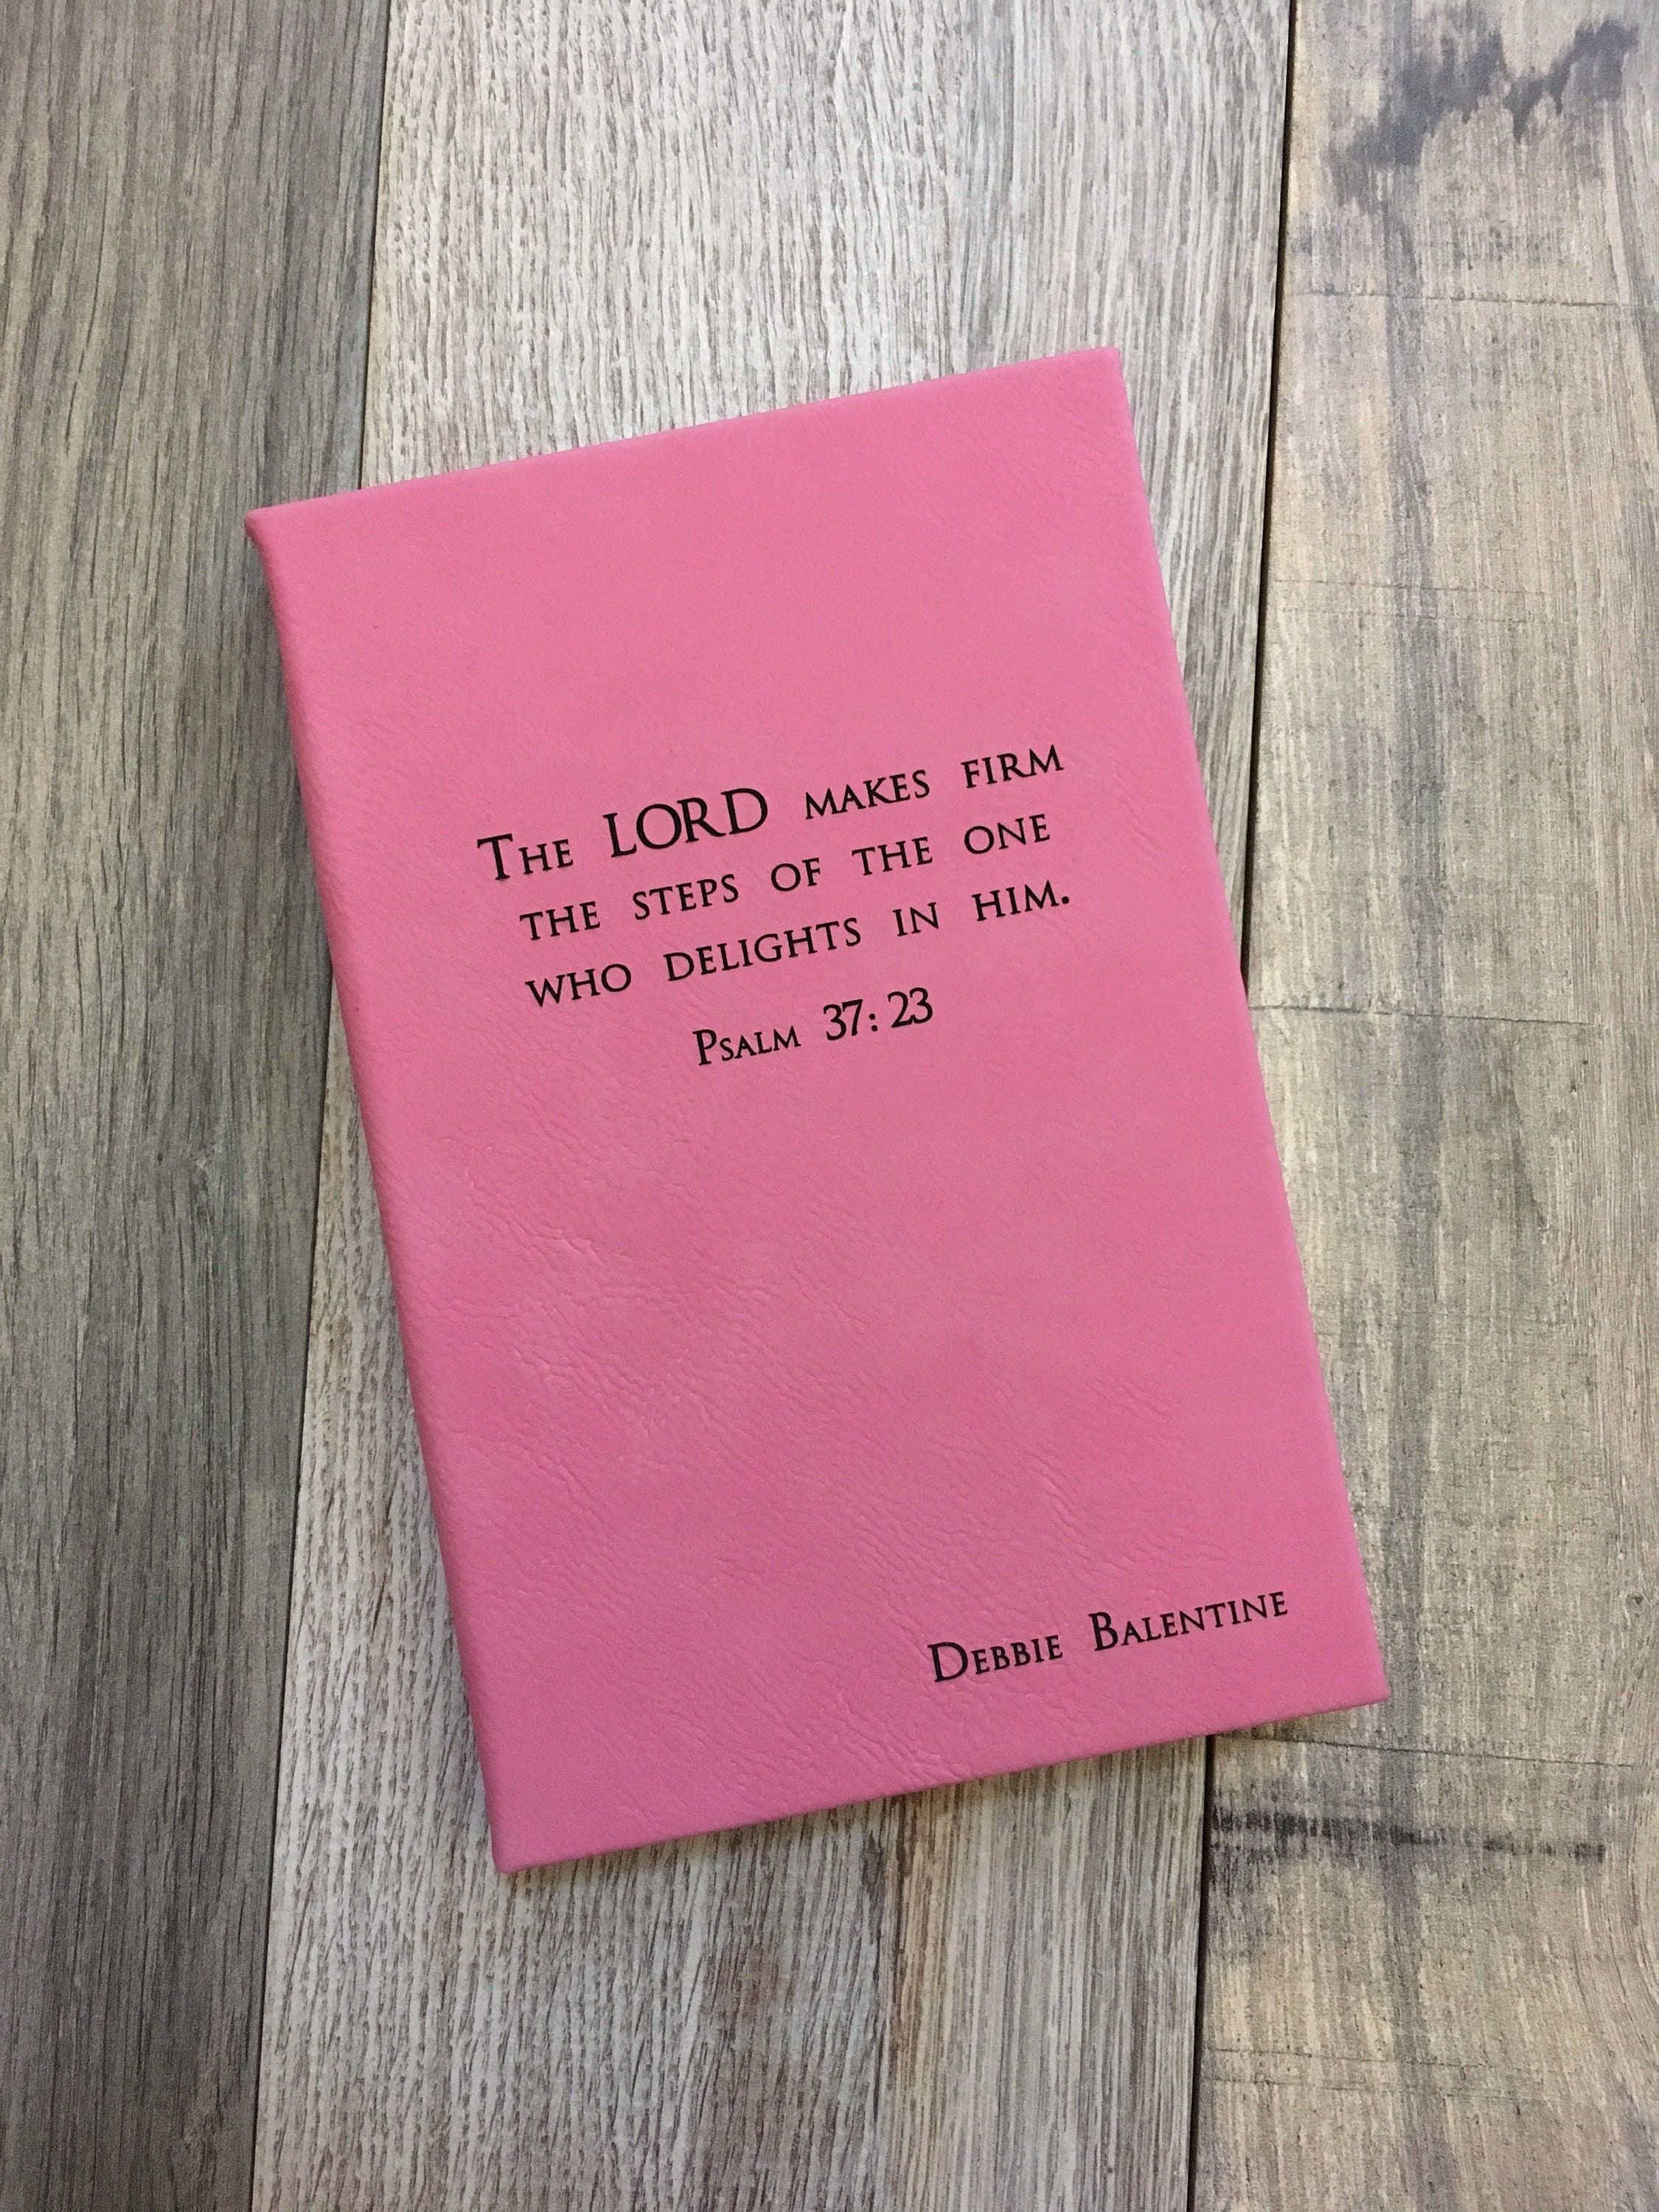 The LORD makes firm
the steps of the one
who delights in him.
Psalm 37:23
Debbie Balentine